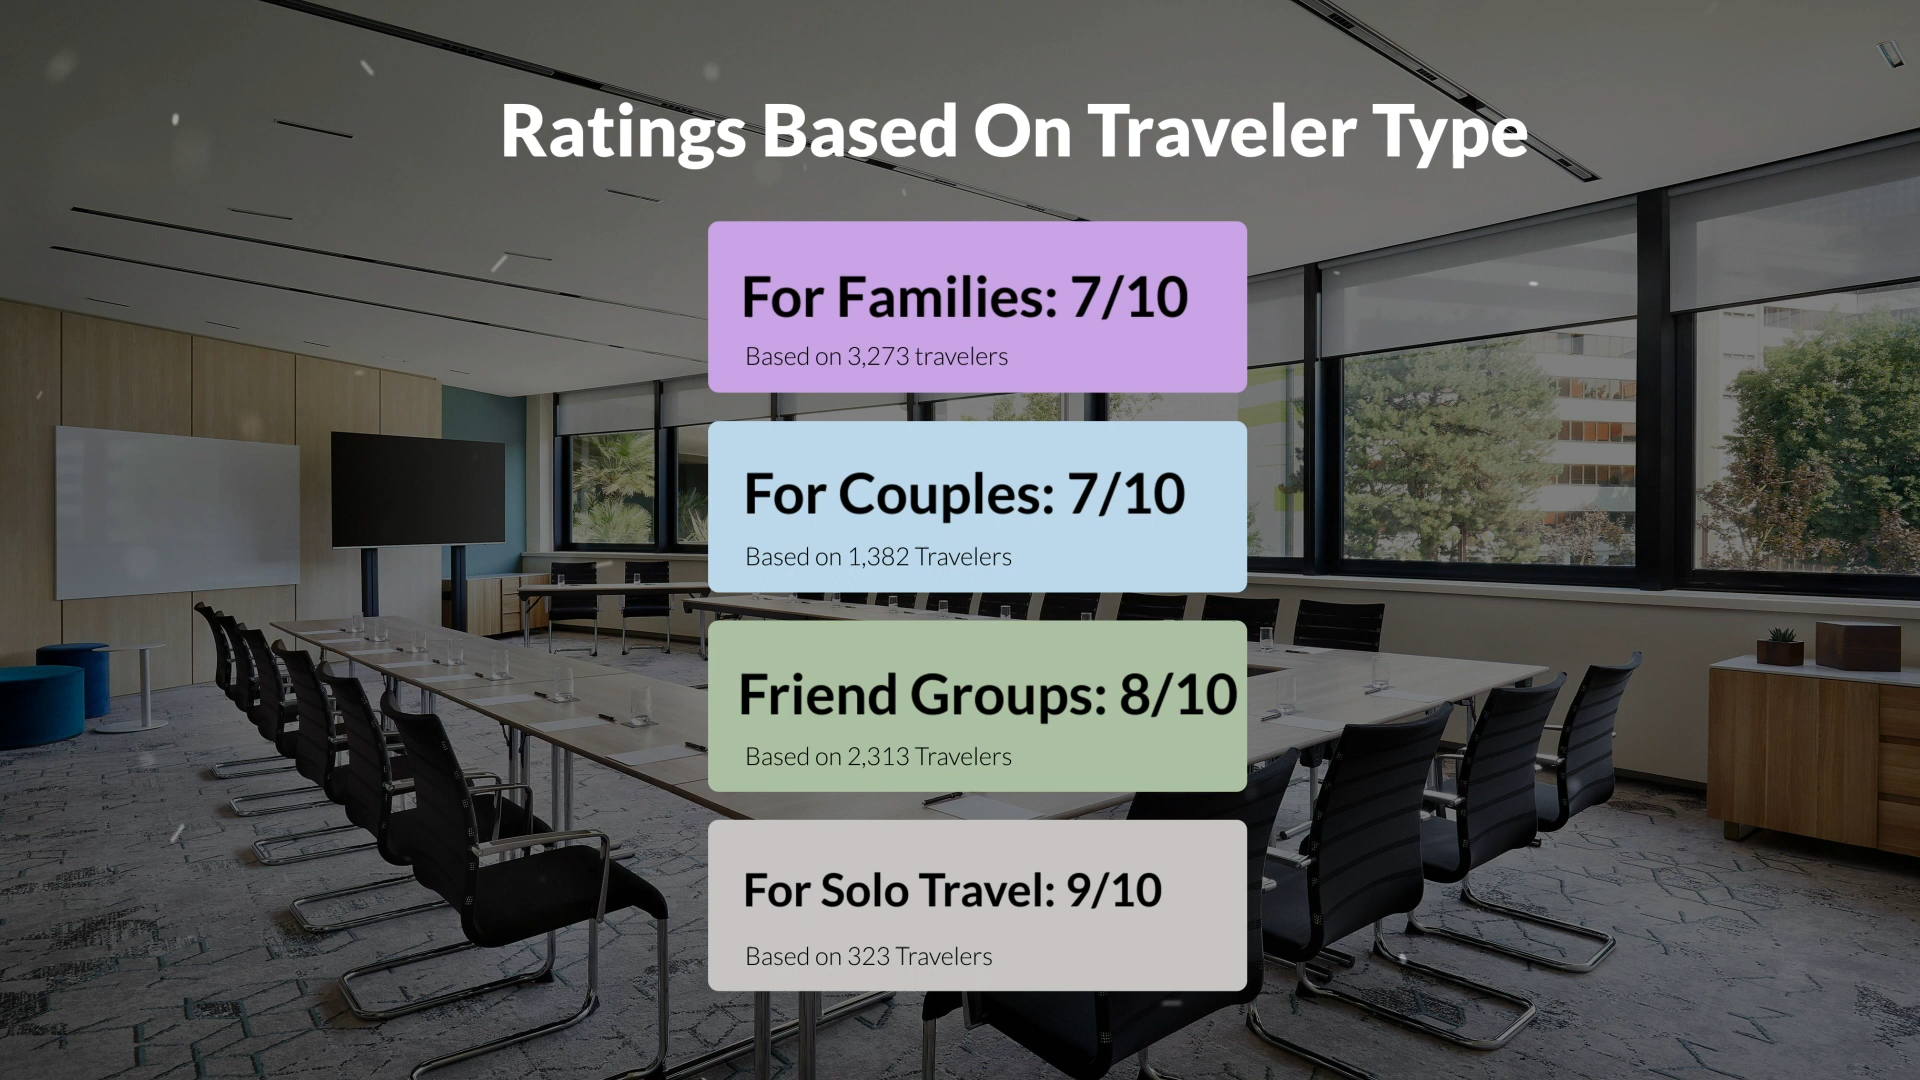 Ratings Based On Traveler Type
For Families: 7/10
Based on 3,273 travelers
For Couples: 7/10
Based on 1,382 Travelers
Friend Groups: 8/10
Based on 2,313 Travelers
For Solo Travel: 9/10
Based on 323 Travelers